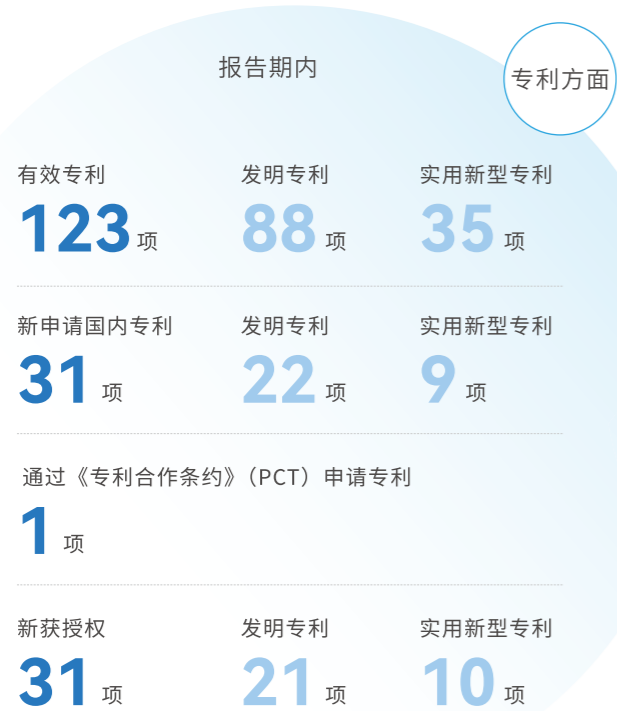 报告期内
专利方面
有效专利 发明专利 实用新型专利
123 项 88 项 35 项
新申请国内专利 发明专利 实用新型专利
31 项 22 项 9 项
通过《专利合作条约》（PCT）申请专利
1 项
新获授权 发明专利 实用新型专利
31 项 21 项 10 项